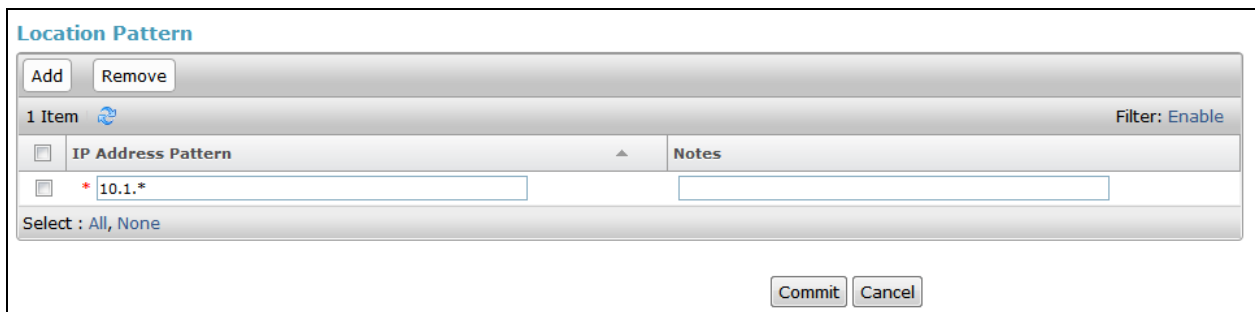 Location Pattern
Add Remove
1 Item Filter: Enable
IP Address Pattern Notes
* 10.1.*
Select : All, None
Commit Cancel